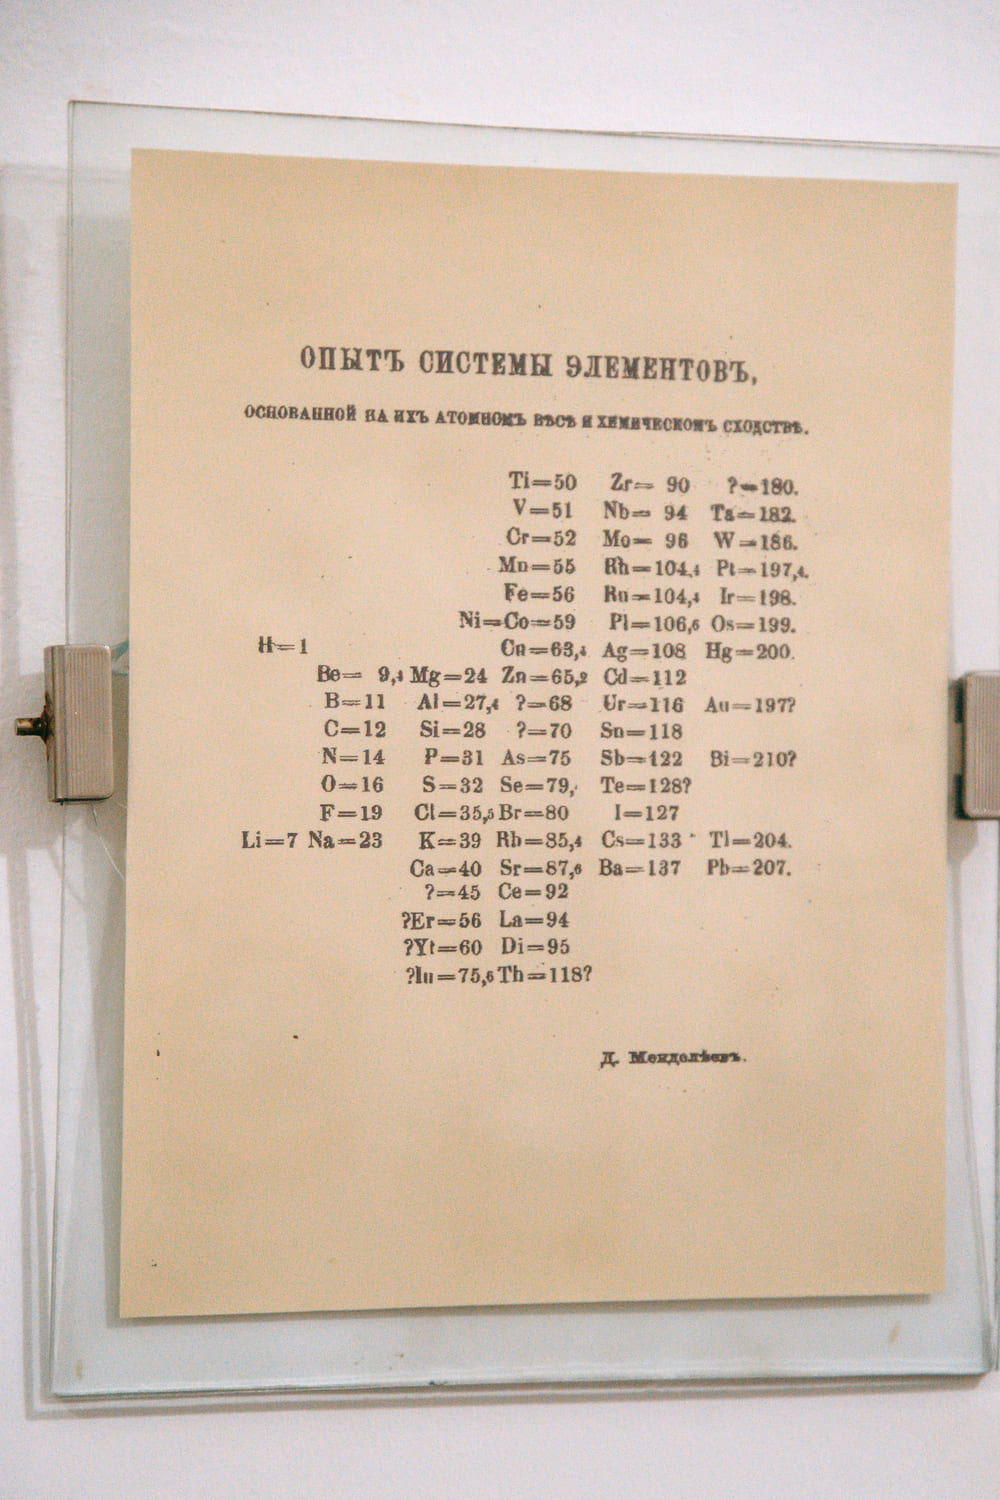 ОПЫТЪ СИСТЕМЫ ЭЛЕМЕНТОВЪ,
ОСНОВАННОЙ НА ИХЪ АТОМНОМЪ ВѢСѢ И ХИМИЧЕСКОМЪ СХОДСТВѢ.
Ti=50 Zr= 90 ?=180.
V=51 Nb= 94 Ta=182.
Cr=52 Mo= 96 W=186.
Mn=55 Rh=104,4 Pt=197,4.
Fe=56 Ru=104,4 Ir=198.
Ni=Co=59 Pl=106,6 Os=199.
H=1 Cu=63,4 Ag=108 Hg=200.
Be= 9,4 Mg=24 Zn=65,2 Cd=112
B=11 Al=27,4 ?=68 Ur=116 Au=197?
C=12 Si=28 ?=70 Sn=118
N=14 P=31 As=75 Sb=122 Bi=210?
O=16 S=32 Se=79, Te=128?
F=19 Cl=35,5 Br=80 I=127
Li=7 Na=23 K=39 Rb=85,4 Cs=133 Tl=204.
Ca=40 Sr=87,6 Ba=137 Pb=207.
?=45 Ce=92
?Er=56 La=94
?Yt=60 Di=95
?In=75,6 Th=118?
Д. Менделѣевъ.